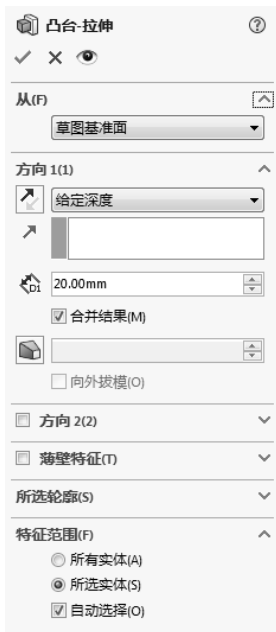 凸台-拉伸
从(F)
草图基准面
方向 1(1)
给定深度
D1
20.00mm
合并结果(M)
向外拔模(O)
方向 2(2)
薄壁特征(T)
所选轮廓(S)
特征范围(F)
所有实体(A)
所选实体(S)
自动选择(O)